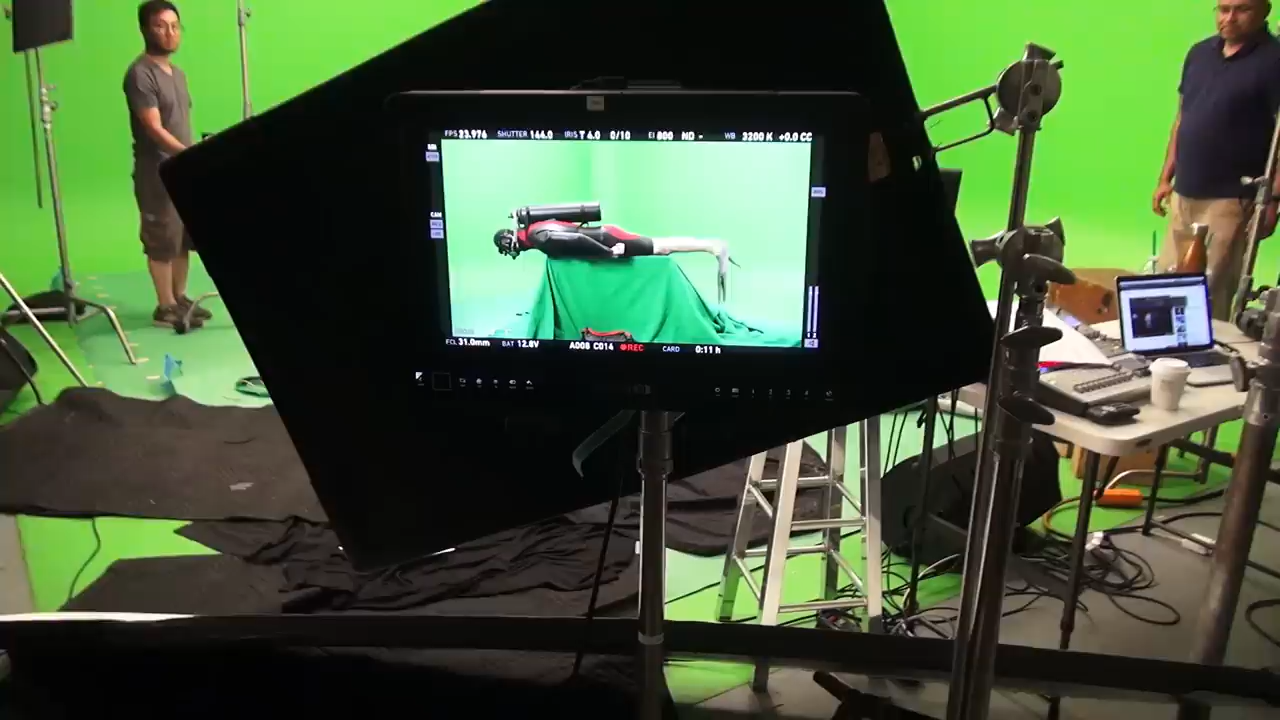 FPS 23.976 SHUTTER 144.0 IRIS T 4.0 0/10 EI 800 ND - WB 3200 K +0.0 CC
CAM
FCL 31.0mm BAT 12.8V A008 C014 REC CARD 0:11 h